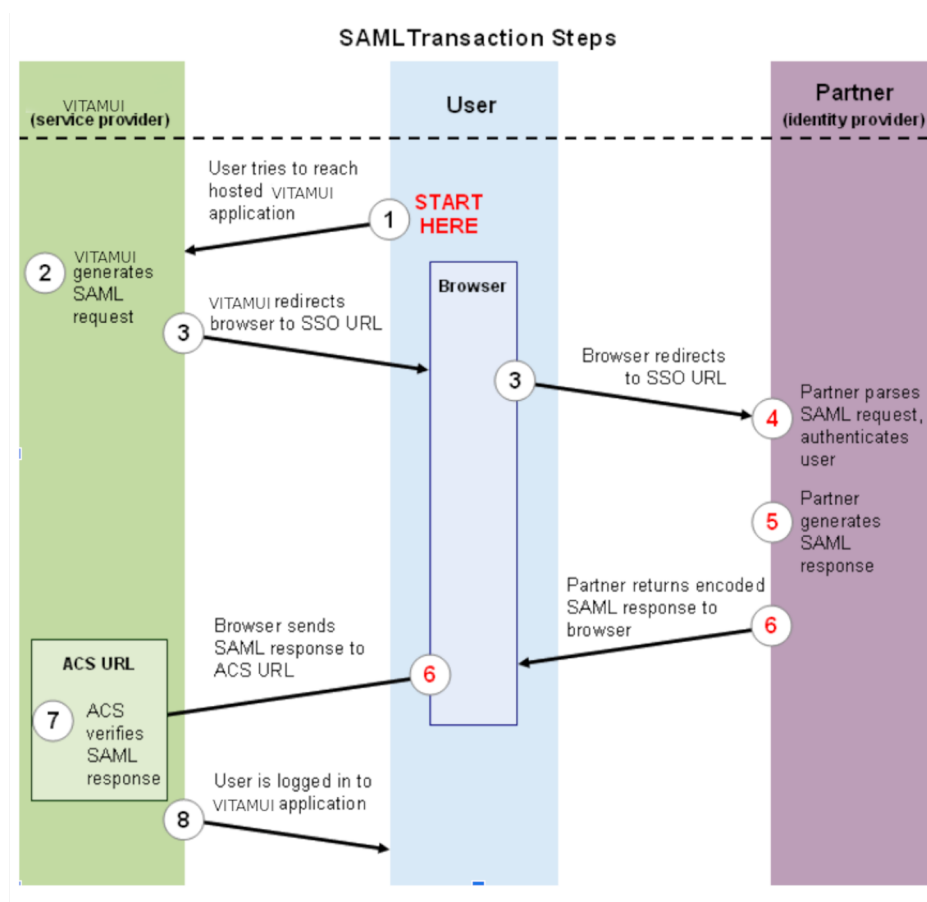 SAML Transaction Steps
VITAMUI
(service provider)
User
Partner
(identity provider)
User tries to reach
hosted VITAMUI
application
1
START
HERE
2
VITAMUI
generates
SAML
request
Browser
3
VITAMUI redirects
browser to SSO URL
3
Browser redirects
to SSO URL
4
Partner parses
SAML request,
authenticates
user
5
Partner
generates
SAML
response
Partner returns encoded
SAML response to
browser
6
Browser sends
SAML response to
ACS URL
6
ACS URL
7
ACS
verifies
SAML
response
User is logged in to
VITAMUI application
8